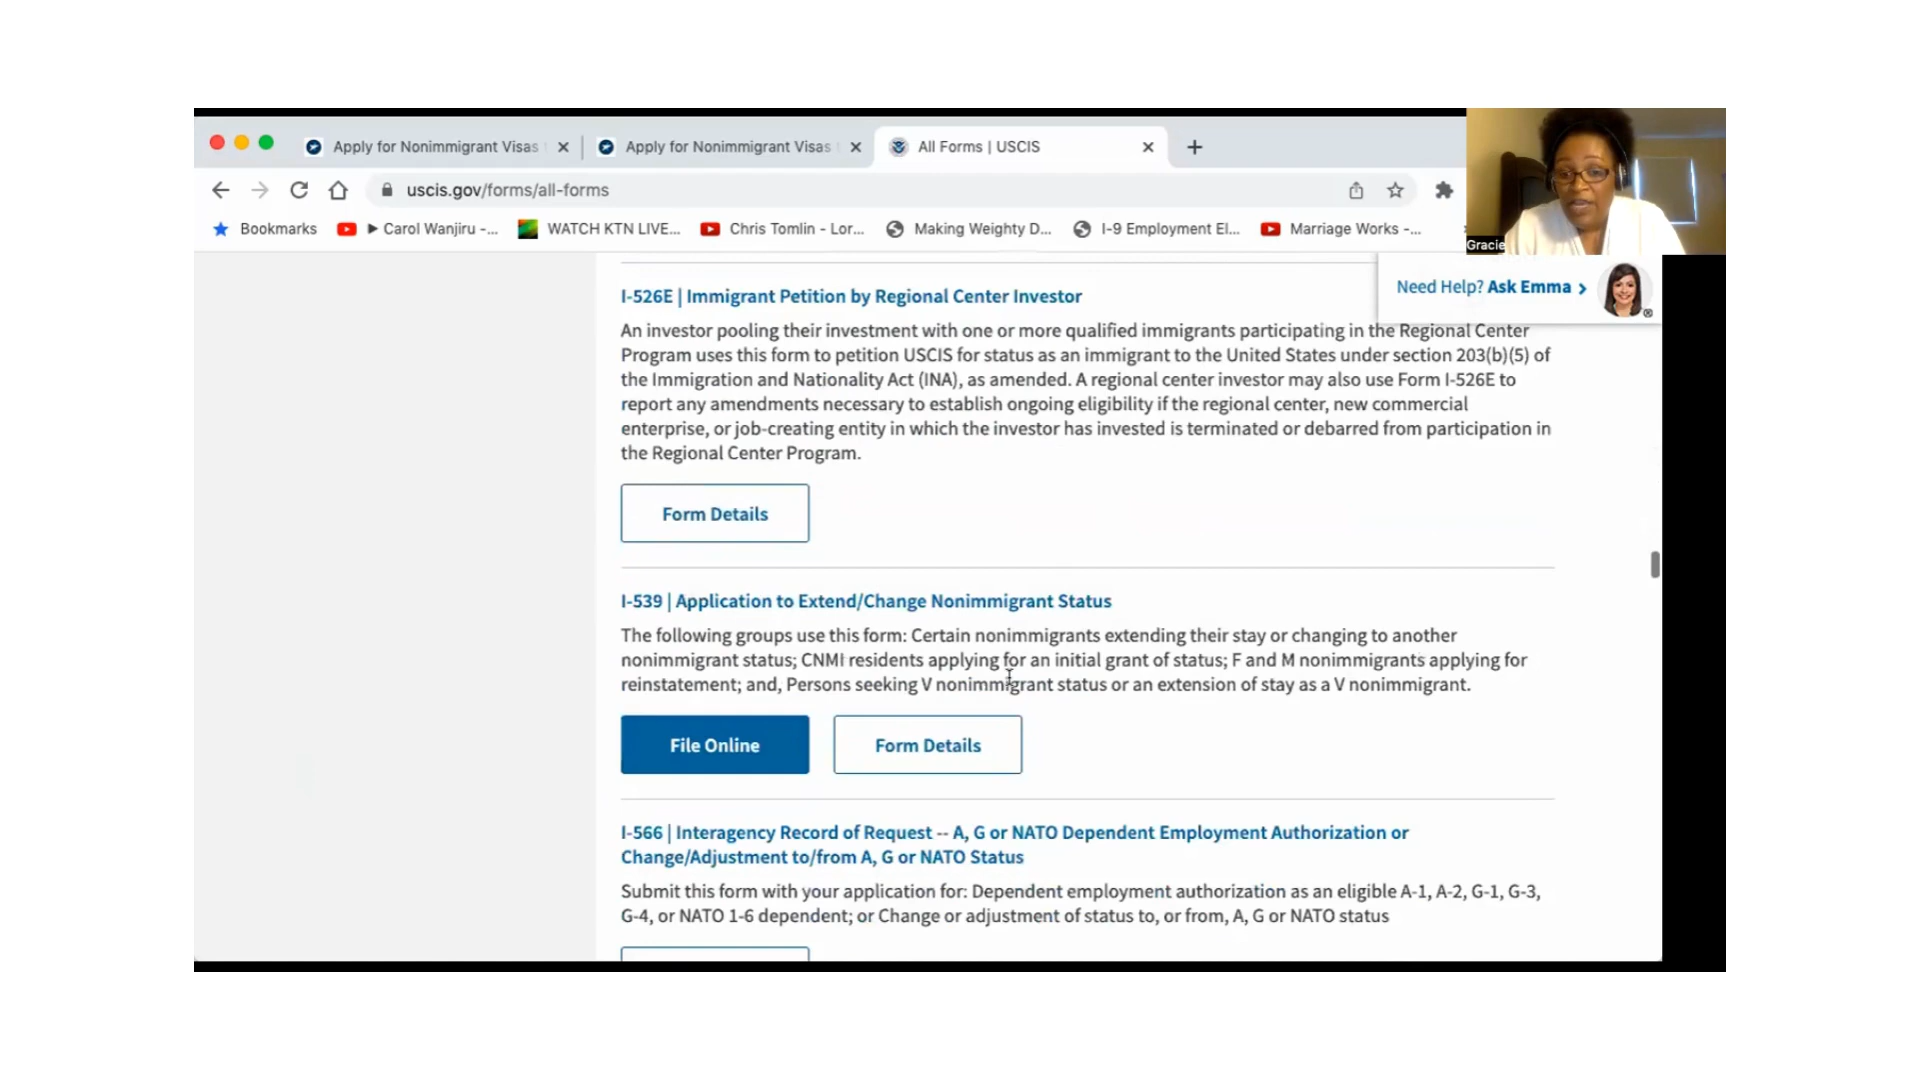 Apply for Nonimmigrant Visas
Apply for Nonimmigrant Visas
All Forms | USCIS
uscis.gov/forms/all-forms
Bookmarks
▶ Carol Wanjiru -...
WATCH KTN LIVE...
Chris Tomlin - Lor...
Making Weighty D...
I-9 Employment El...
Marriage Works -...
Gracie
Need Help? Ask Emma
I-526E | Immigrant Petition by Regional Center Investor
An investor pooling their investment with one or more qualified immigrants participating in the Regional Center
Program uses this form to petition USCIS for status as an immigrant to the United States under section 203(b)(5) of
the Immigration and Nationality Act (INA), as amended. A regional center investor may also use Form I-526E to
report any amendments necessary to establish ongoing eligibility if the regional center, new commercial
enterprise, or job-creating entity in which the investor has invested is terminated or debarred from participation in
the Regional Center Program.
Form Details
I-539 | Application to Extend/Change Nonimmigrant Status
The following groups use this form: Certain nonimmigrants extending their stay or changing to another
nonimmigrant status; CNMI residents applying for an initial grant of status; F and M nonimmigrants applying for
reinstatement; and, Persons seeking V nonimmigrant status or an extension of stay as a V nonimmigrant.
File Online
Form Details
I-566 | Interagency Record of Request -- A, G or NATO Dependent Employment Authorization or
Change/Adjustment to/from A, G or NATO Status
Submit this form with your application for: Dependent employment authorization as an eligible A-1, A-2, G-1, G-3,
G-4, or NATO 1-6 dependent; or Change or adjustment of status to, or from, A, G or NATO status